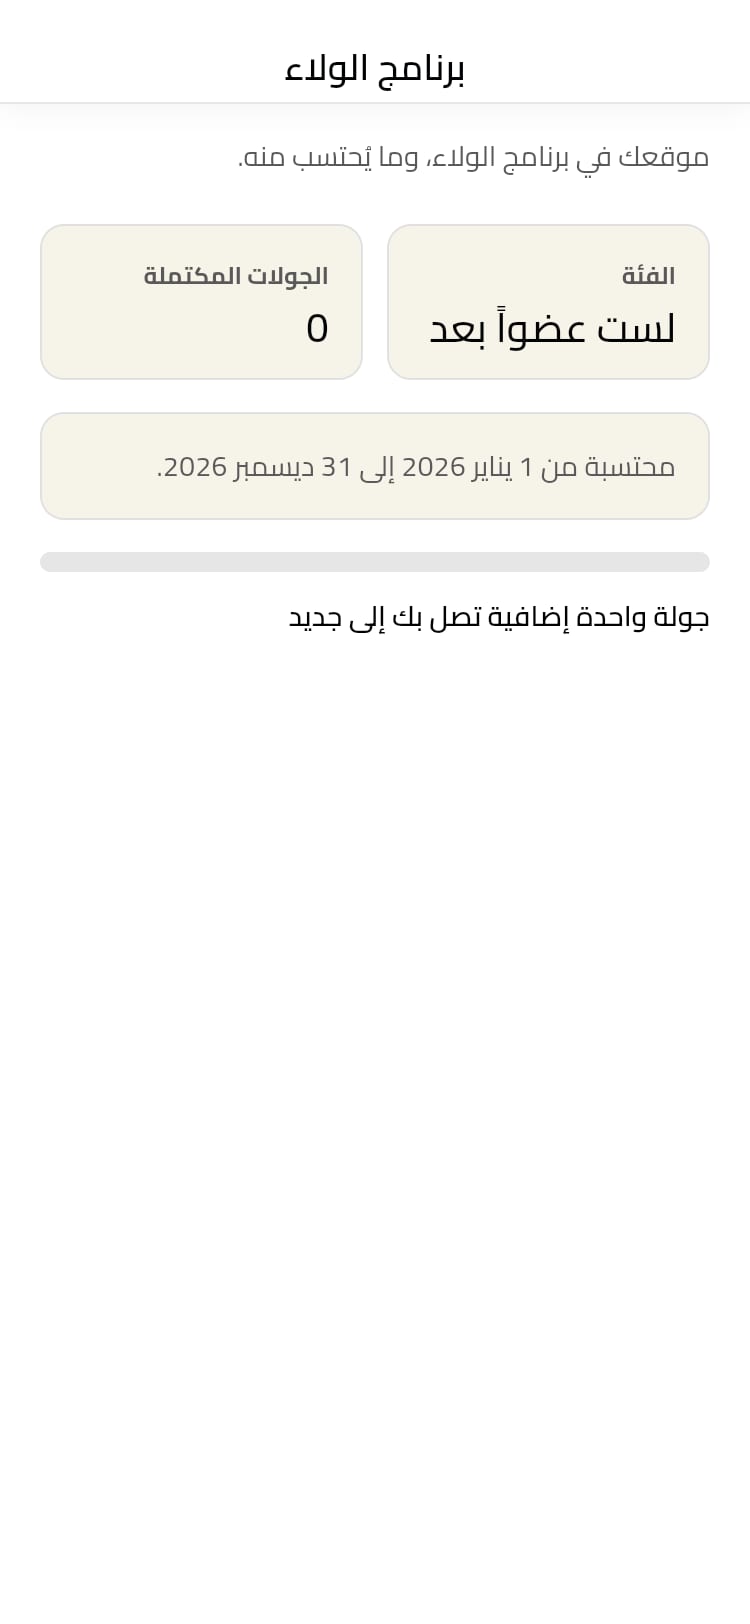 برنامج الولاء
موقعك في برنامج الولاء، وما يُحتسب منه.
الفئة
لست عضواً بعد
الجولات المكتملة
0
محتسبة من 1 يناير 2026 إلى 31 ديسمبر 2026.
جولة واحدة إضافية تصل بك إلى جديد